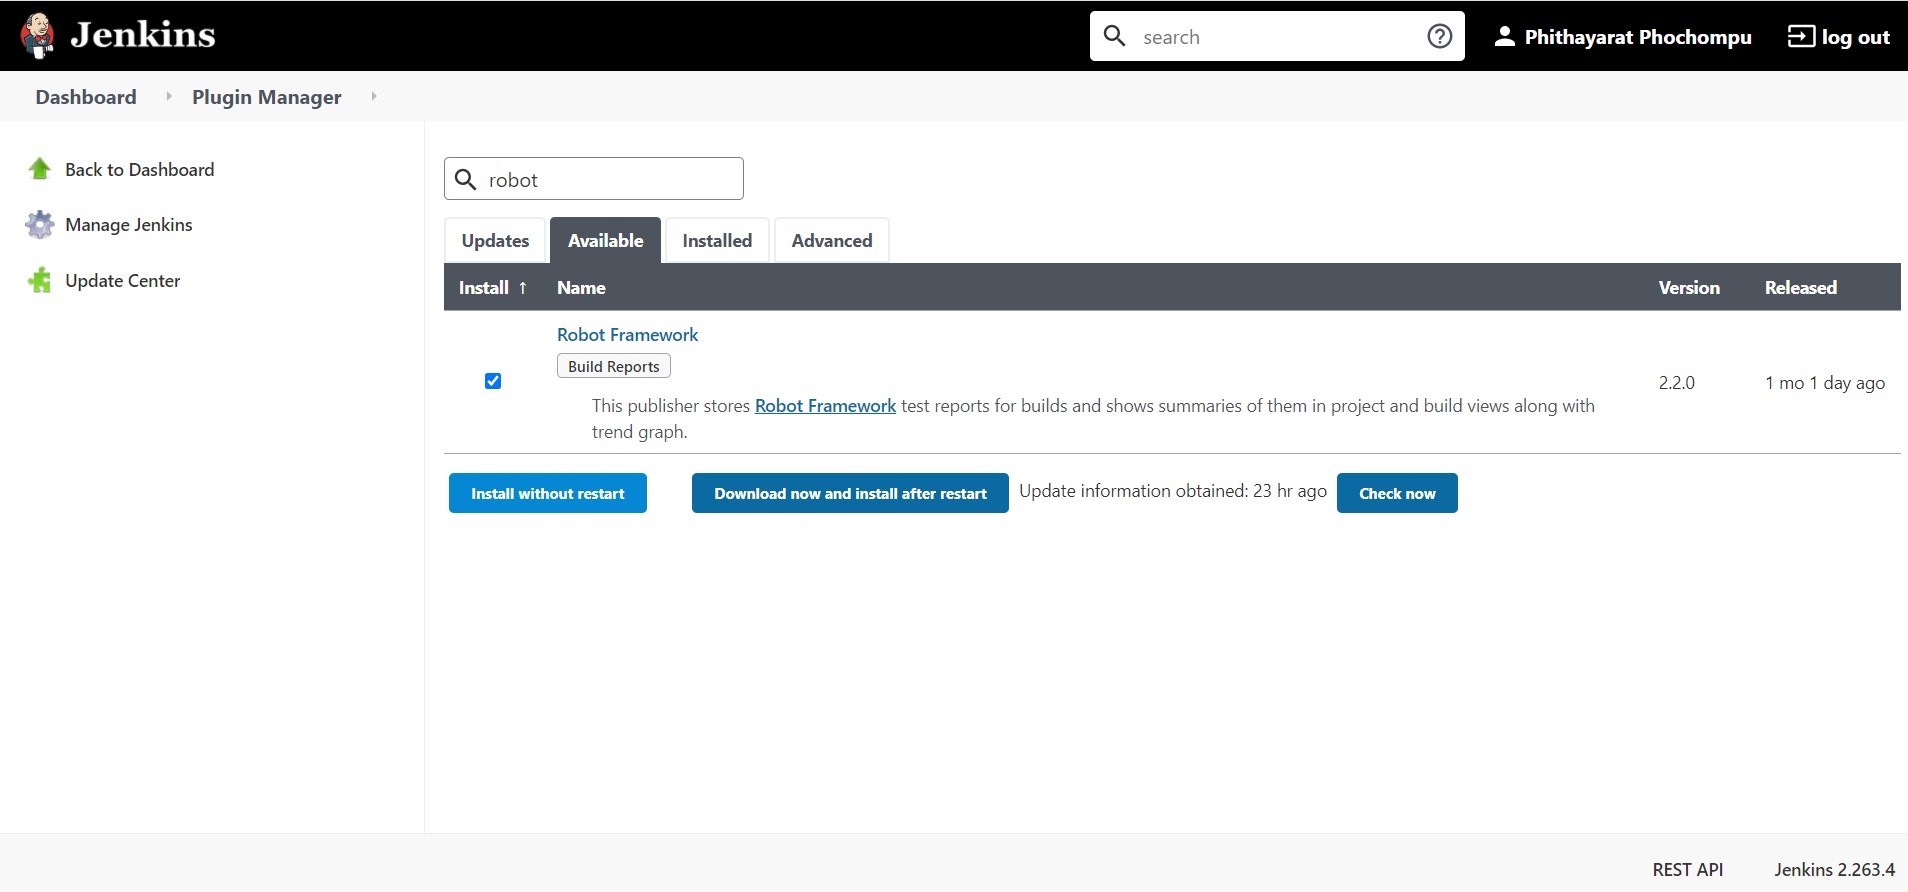 Jenkins
search
Phithayarat Phochompu
log out
Dashboard
Plugin Manager
Back to Dashboard
Manage Jenkins
Update Center
robot
Updates
Available
Installed
Advanced
Install ↑
Name
Version
Released
Robot Framework
Build Reports
This publisher stores Robot Framework test reports for builds and shows summaries of them in project and build views along with
trend graph.
2.2.0
1 mo 1 day ago
Install without restart
Download now and install after restart
Update information obtained: 23 hr ago
Check now
REST API
Jenkins 2.263.4